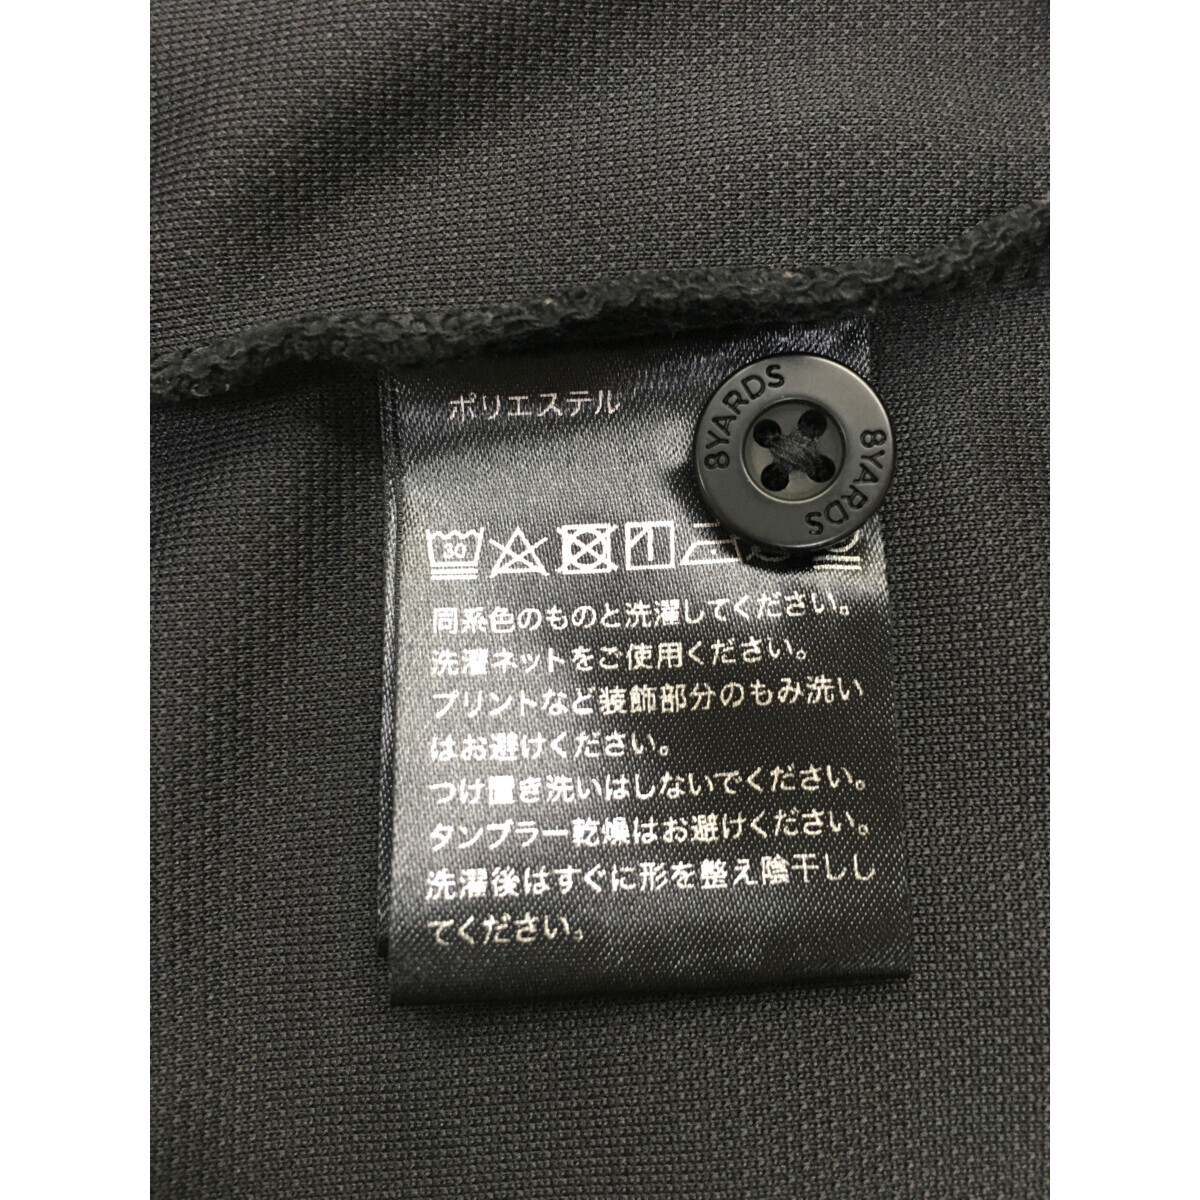 ポリエステル
8YARDS
8YARDS
30
同系色のものと洗濯してください。
洗濯ネットをご使用ください。
プリントなど装飾部分のもみ洗い
はお避けください。
つけ置き洗いはしないでください。
タンブラー乾燥はお避けください。
洗濯後はすぐに形を整え陰干しし
てください。